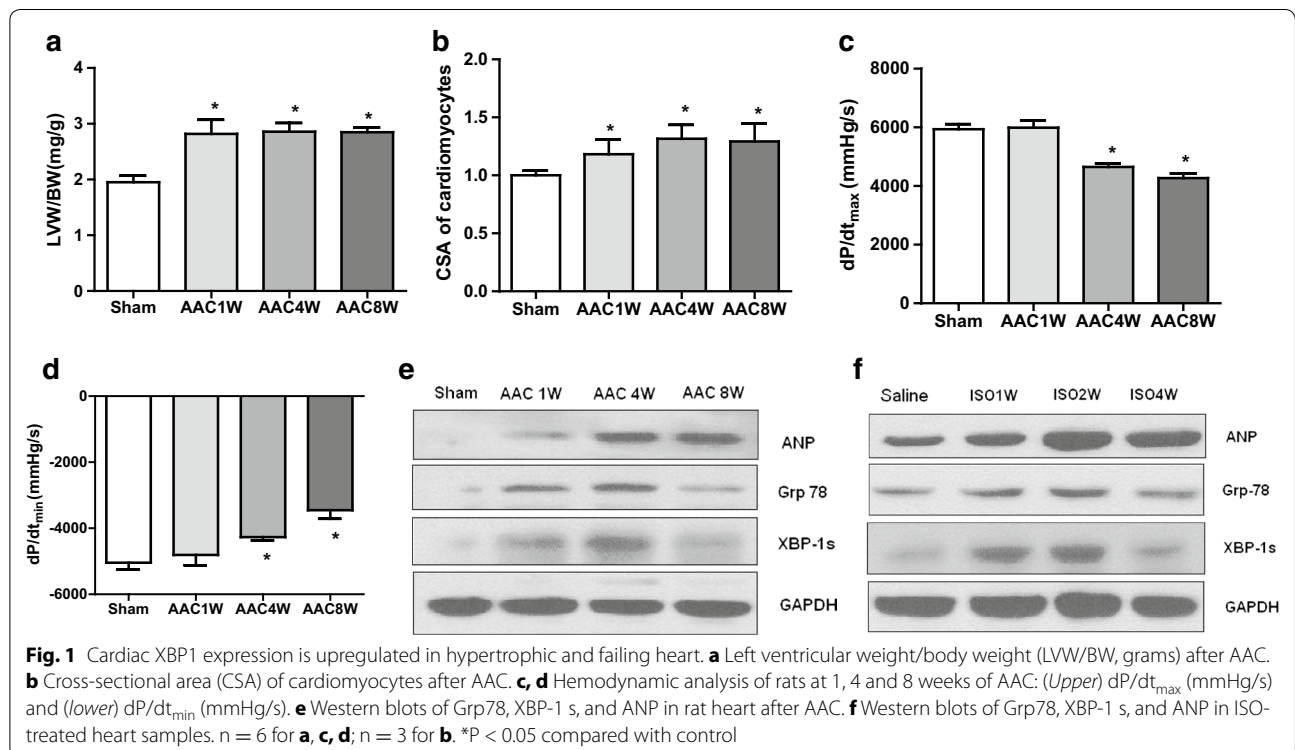 a
LVW/BW(mg/g)
4
3
2
1
0
* * *
Sham AAC1W AAC4W AAC8W
b
CSA of cardiomyocytes
2.0
1.5
1.0
0.5
0.0
* * *
Sham AAC1W AAC4W AAC8W
c
dP/dtmax (mmHg/s)
8000
6000
4000
2000
0
* *
Sham AAC1W AAC4W AAC8W
d
dP/dtmin(mmHg/s)
0
-2000
-4000
-6000
* *
Sham AAC1W AAC4W AAC8W
e
Sham AAC 1W AAC 4W AAC 8W
ANP
Grp 78
XBP-1s
GAPDH
f
Saline ISO1W ISO2W ISO4W
ANP
Grp-78
XBP-1s
GAPDH
Fig. 1 Cardiac XBP1 expression is upregulated in hypertrophic and failing heart. a Left ventricular weight/body weight (LVW/BW, grams) after AAC.
b Cross-sectional area (CSA) of cardiomyocytes after AAC. c, d Hemodynamic analysis of rats at 1, 4 and 8 weeks of AAC: (Upper) dP/dtmax (mmHg/s)
and (lower) dP/dtmin (mmHg/s). e Western blots of Grp78, XBP-1 s, and ANP in rat heart after AAC. f Western blots of Grp78, XBP-1 s, and ANP in ISO-
treated heart samples. n = 6 for a, c, d; n = 3 for b. *P < 0.05 compared with control